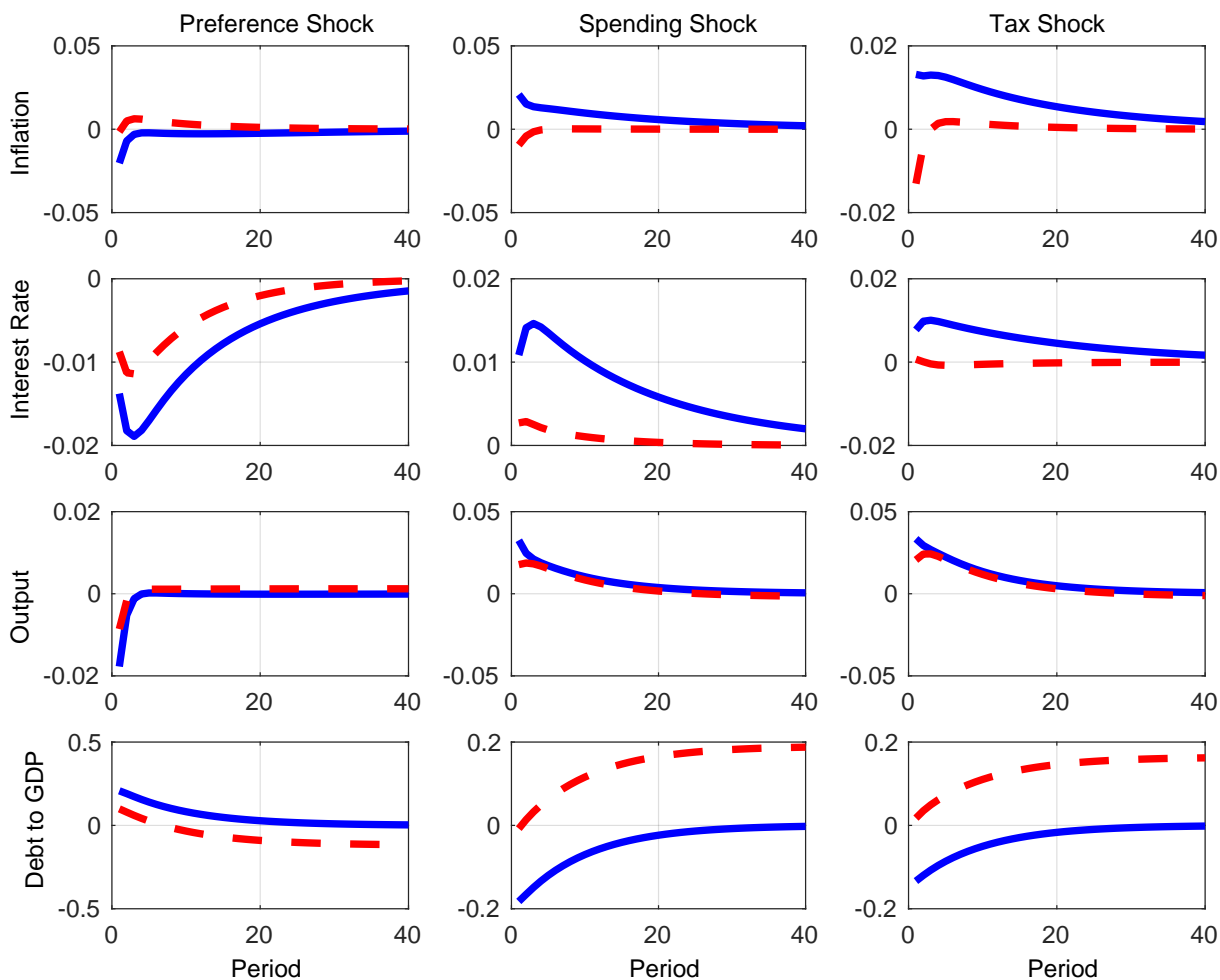 Preference Shock
Spending Shock
Tax Shock
Inflation
0.05
0
-0.05
0 20 40
0.05
0
-0.05
0 20 40
0.02
0
-0.02
0 20 40
Interest Rate
0
-0.01
-0.02
0 20 40
0.02
0.01
0
0 20 40
0.02
0
-0.02
0 20 40
Output
0.02
0
-0.02
0 20 40
0.05
0
-0.05
0 20 40
0.05
0
-0.05
0 20 40
Debt to GDP
0.5
0
-0.5
0 20 40
Period
0.2
0
-0.2
0 20 40
Period
0.2
0
-0.2
0 20 40
Period